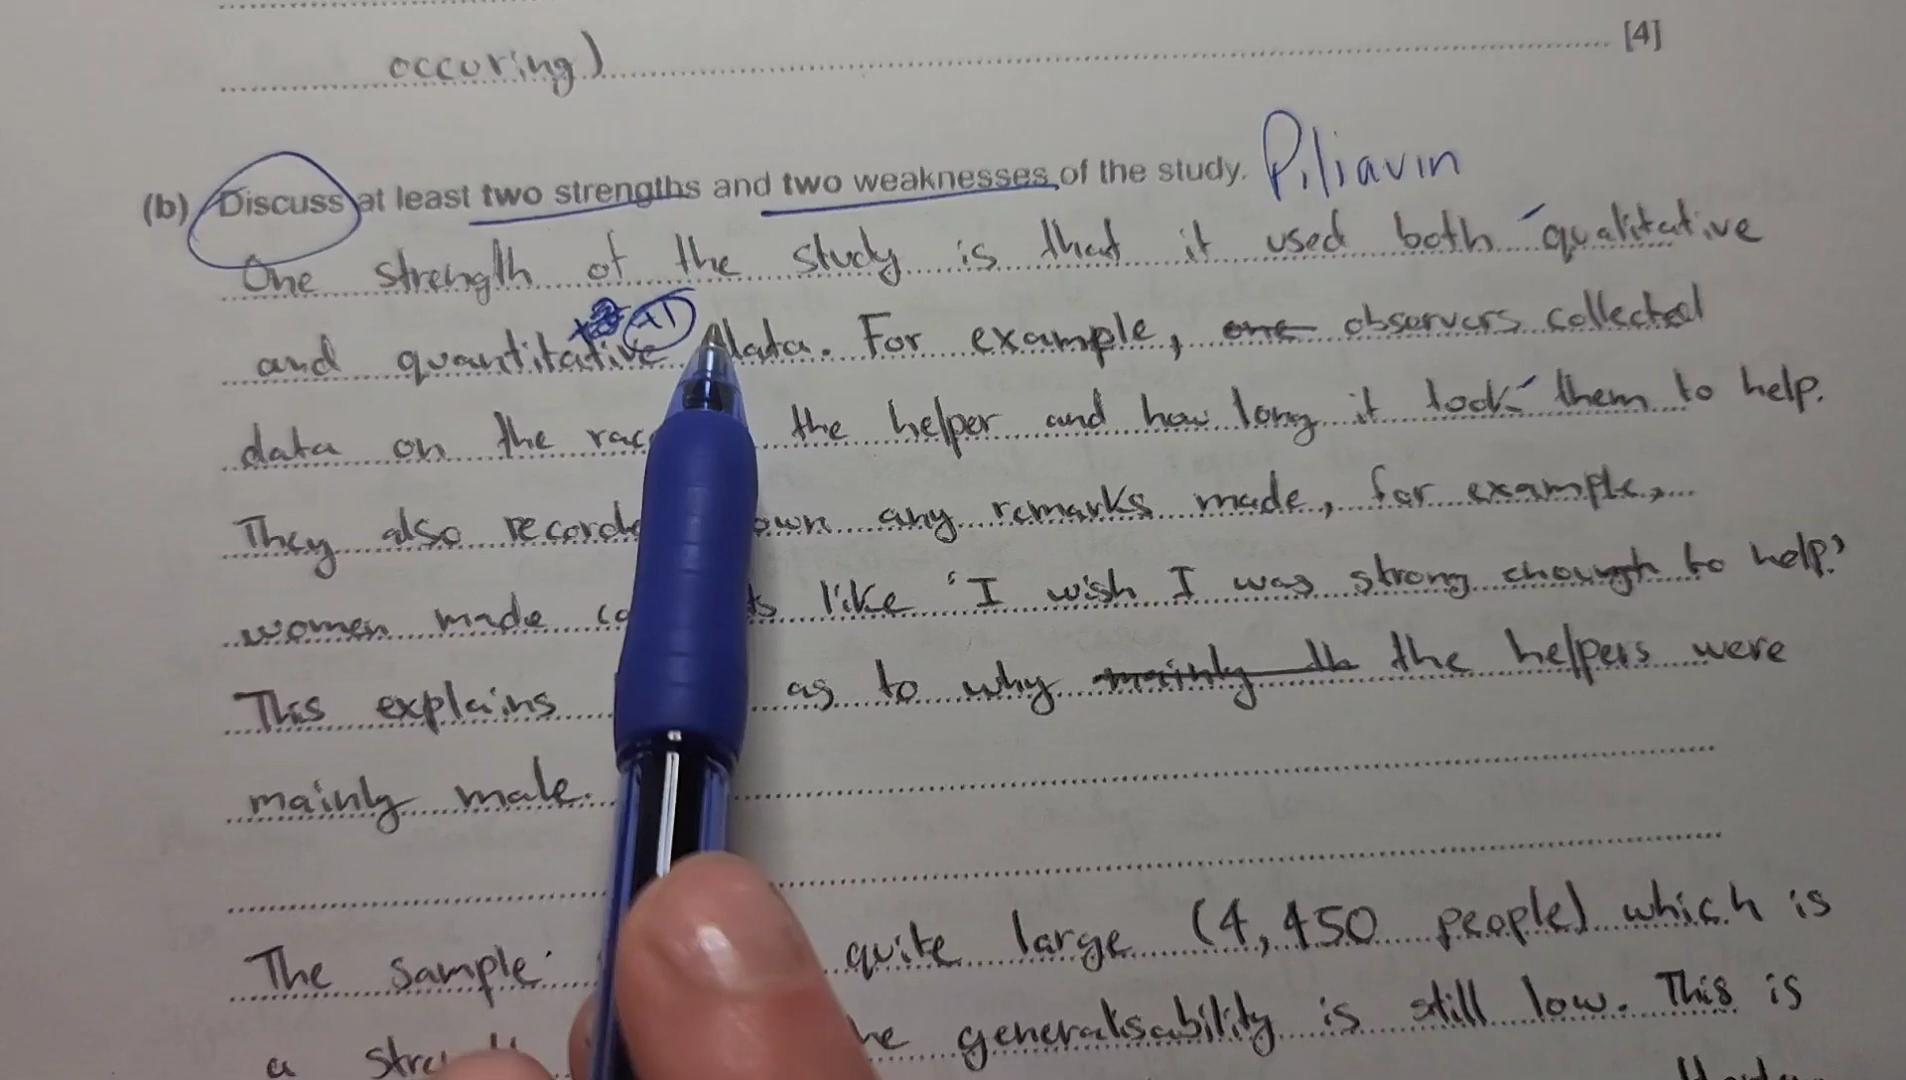 occuring) [4]
(b) Discuss at least two strengths and two weaknesses of the study. Piliavin
One strength of the study is that it used both qualitative
and quantitative +1 data. For example, one observers collected
data on the the helper and how long it took them to help.
They also any remarks made, for example,
women made like 'I wish I was strong enough to help'
This explains as to why mainly th the helpers were
mainly male.
The sample quite large (4,450 people) which is
a generalisability is still low. This is